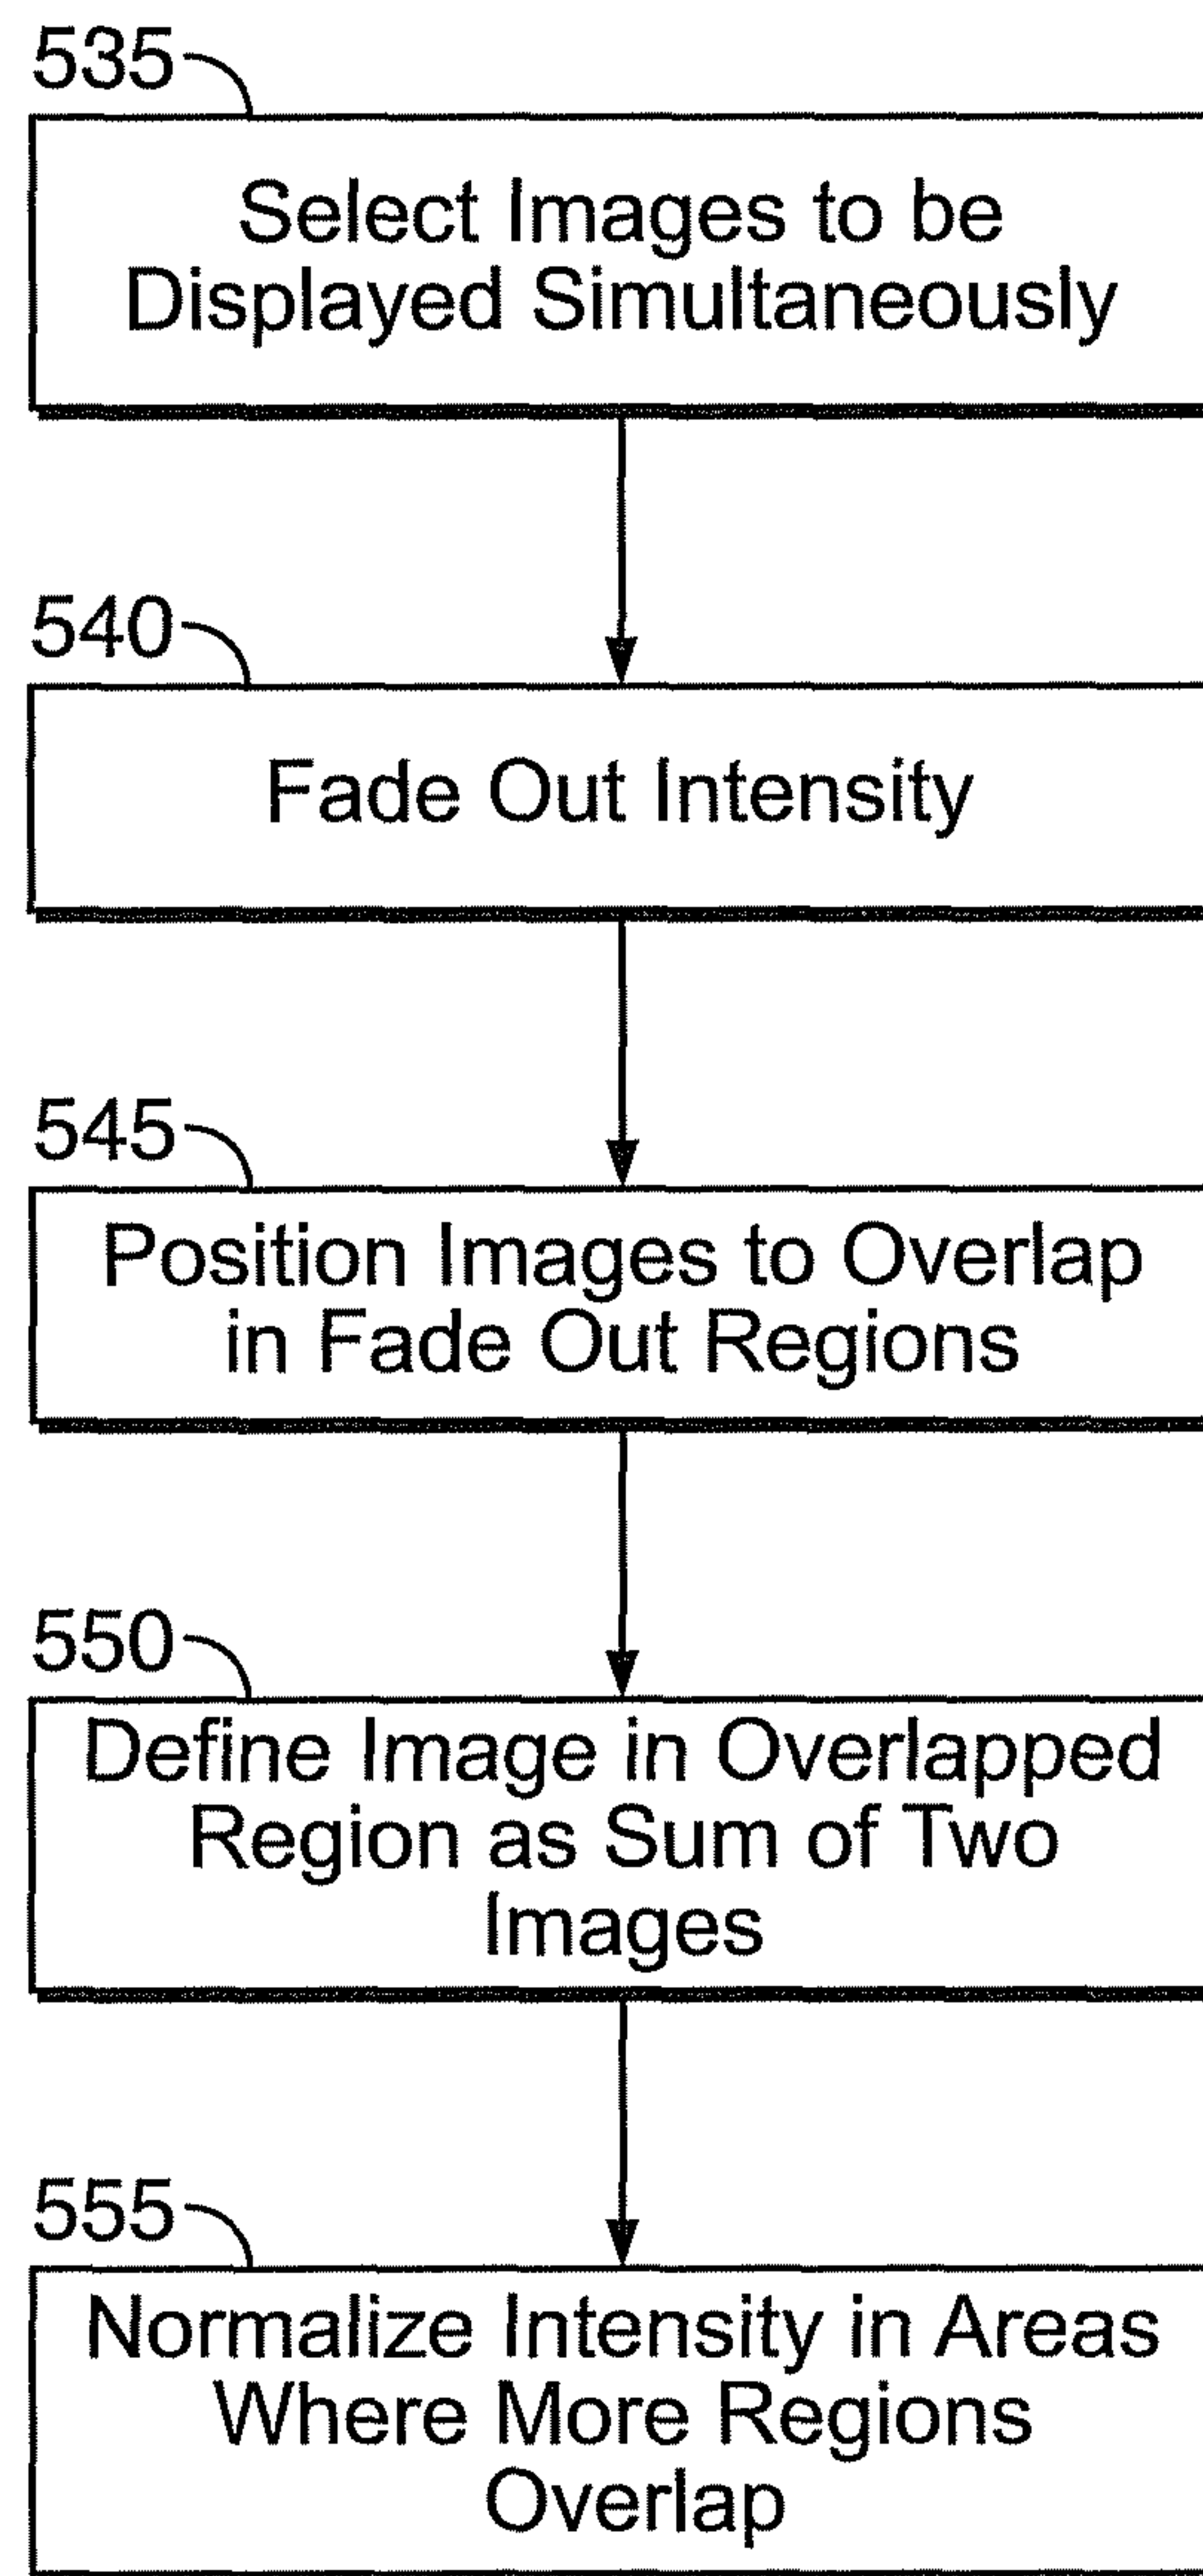 535
Select Images to be
Displayed Simultaneously
540
Fade Out Intensity
545
Position Images to Overlap
in Fade Out Regions
550
Define Image in Overlapped
Region as Sum of Two
Images
555
Normalize Intensity in Areas
Where More Regions
Overlap